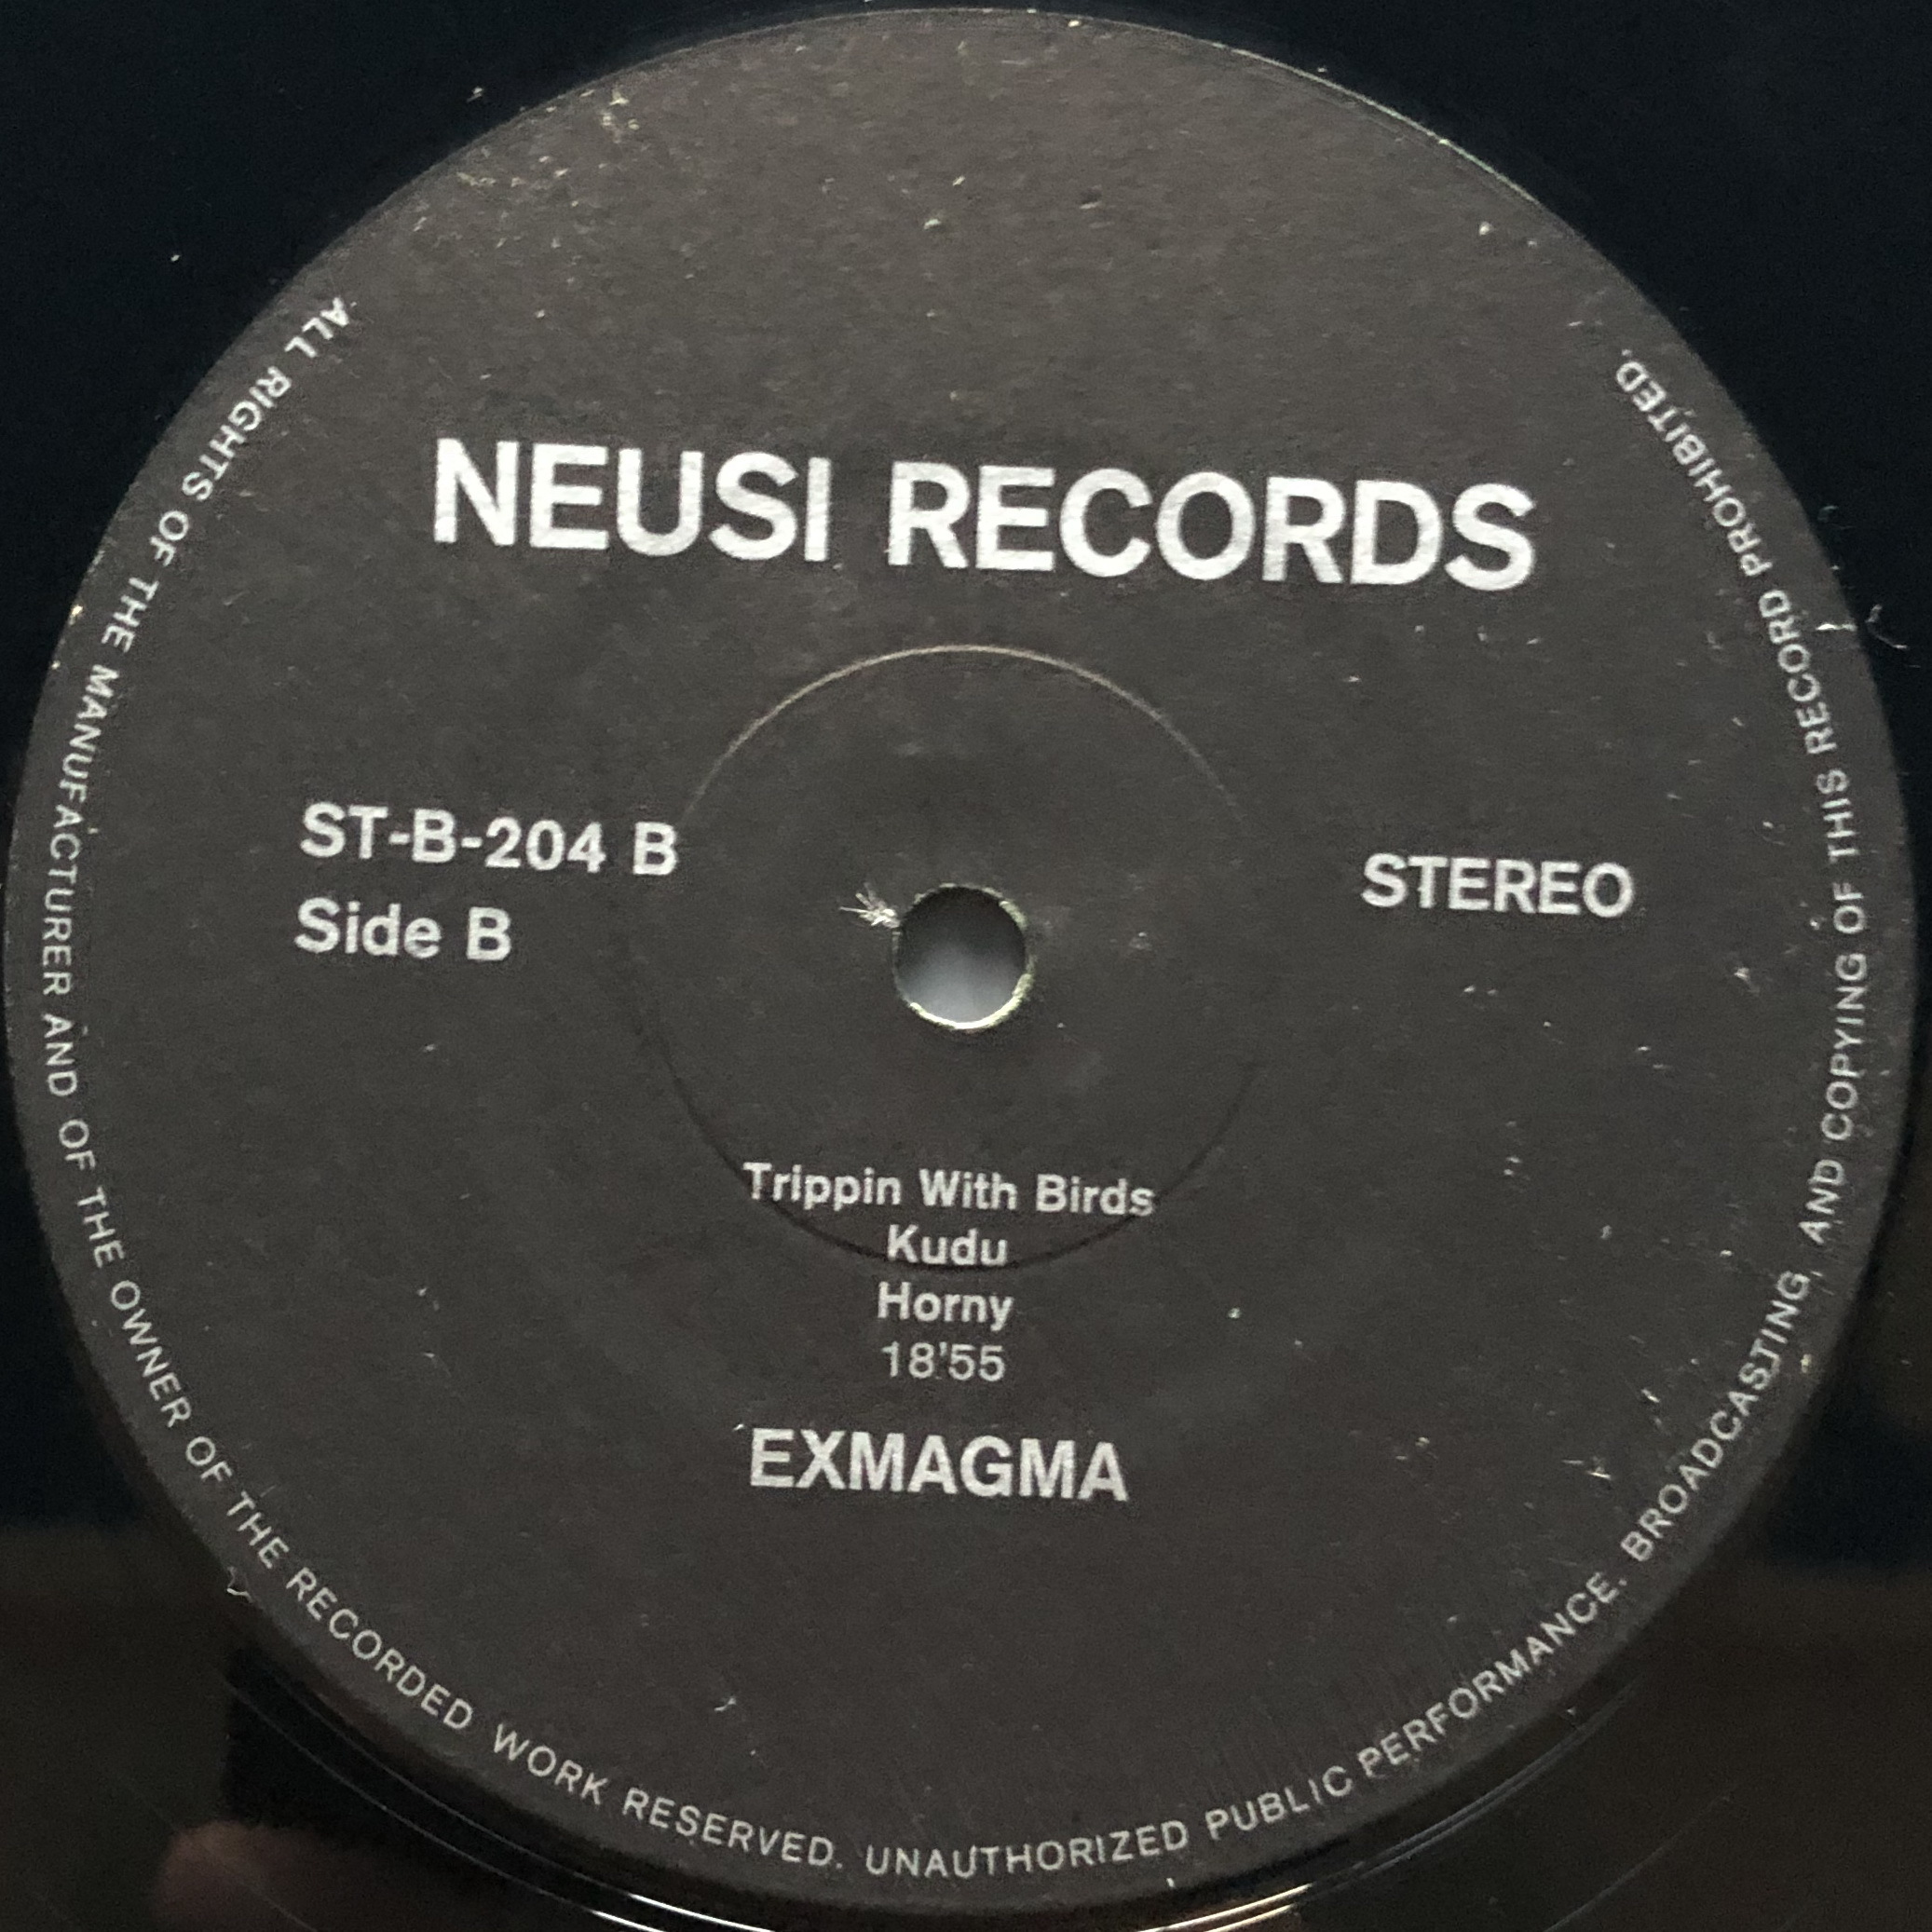 NEUSI RECORDS
ST-B-204 B
Side B
STEREO
Trippin With Birds
Kudu
Horny
18'55
EXMAGMA
ALL RIGHTS OF THE MANUFACTURER AND OF THE OWNER OF THE RECORDED WORK RESERVED. UNAUTHORIZED PUBLIC PERFORMANCE. BROADCASTING AND COPYING OF THIS RECORD PROHIBITED.